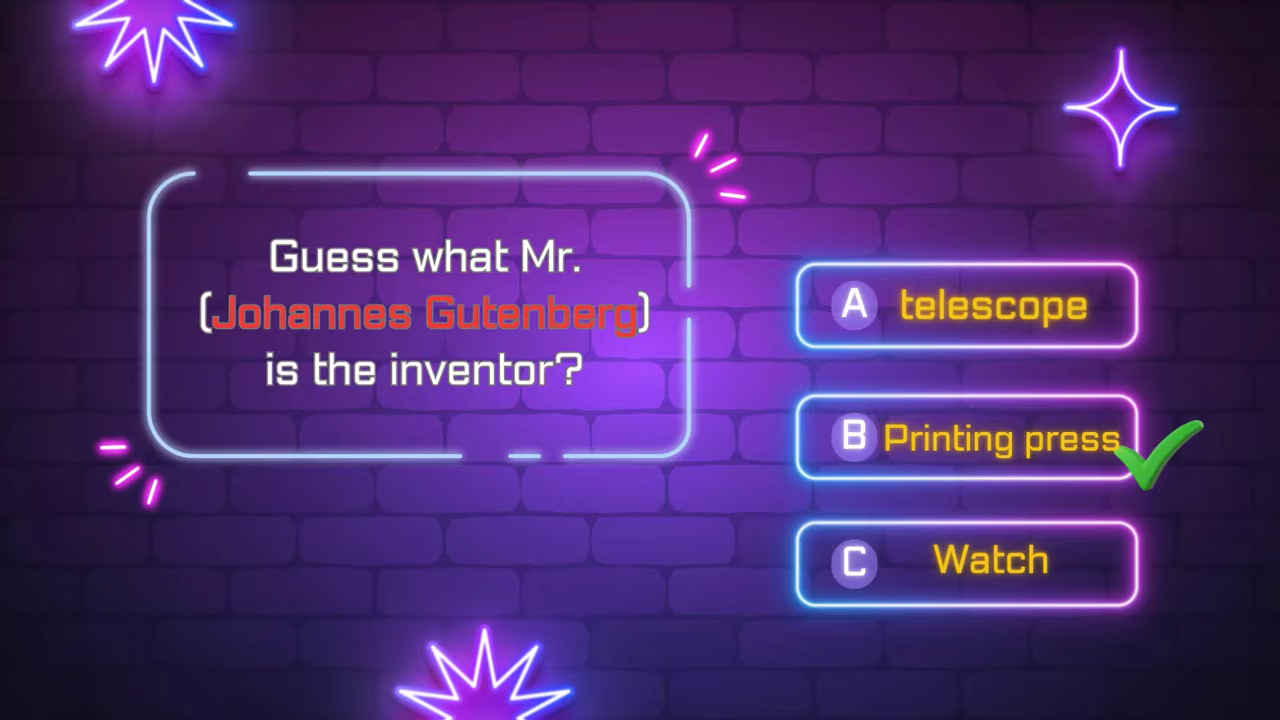 Guess what Mr.
(Johannes Gutenberg)
is the inventor?
A telescope
B Printing press
C Watch